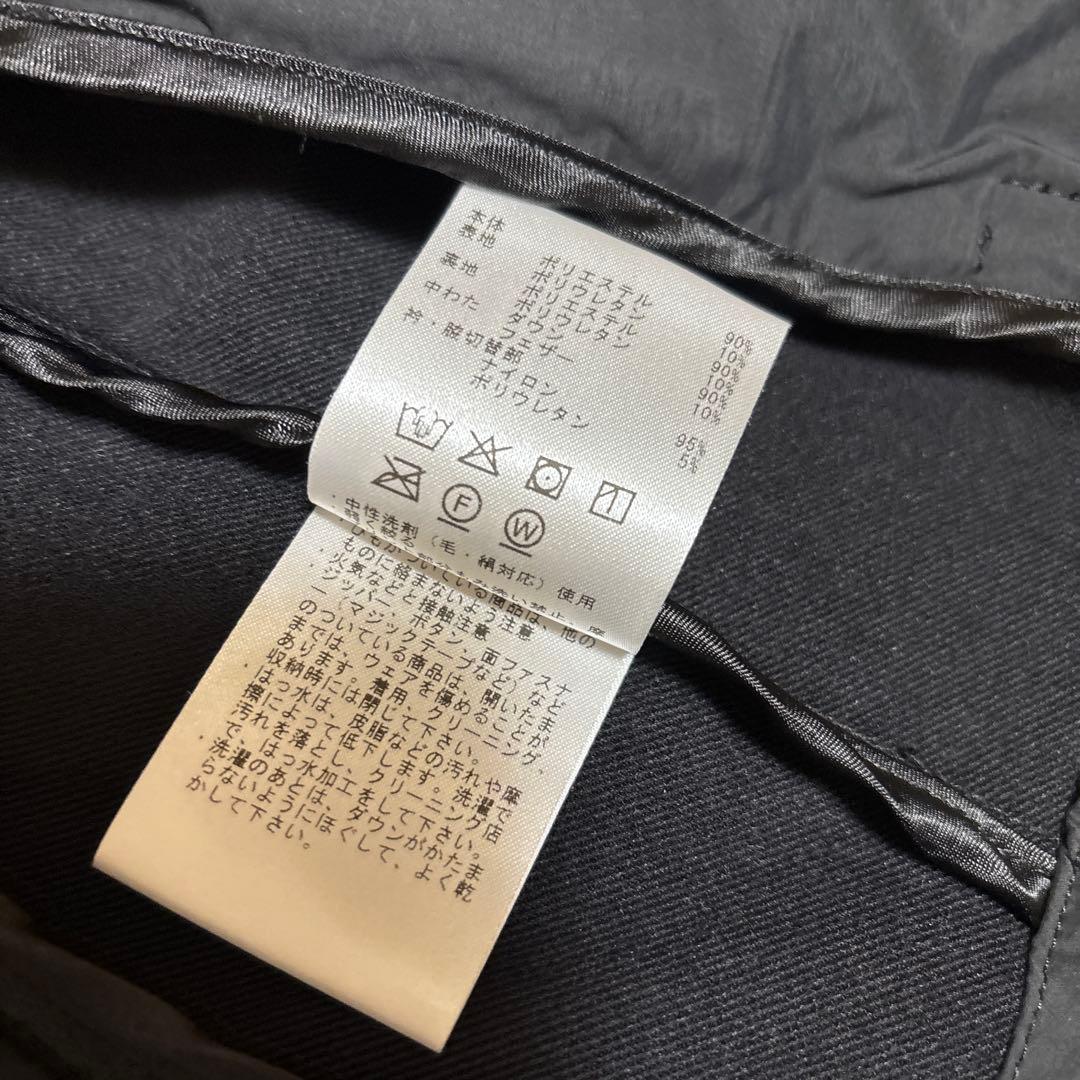 本体
表地
ポリエステル 90%
ポリウレタン 10%
裏地
ポリエステル 90%
ポリウレタン 10%
中わた
ダウン 90%
フェザー 10%
衿・脇切替部
ナイロン 95%
ポリウレタン 5%
F
W
・中性洗剤（毛・絹対応）使用
・ひもがついている商品は、他の
ものに絡まないよう注意
・火気などと接触注意
・ジッパー、ボタン、面ファスナ
ー（マジックテープなど）など
のついている商品は、開いたま
までは、ウェアを傷めることが
あります。着用、クリーニング、
収納時には閉じて下さい。
・はっ水は、皮脂などの汚れや摩
擦によって低下します。洗濯で
汚れを落とし、クリーニング店
で、はっ水加工をして下さい。
・洗濯のあとは、ダウンがかたま
らないようにほぐして、よく乾
かして下さい。